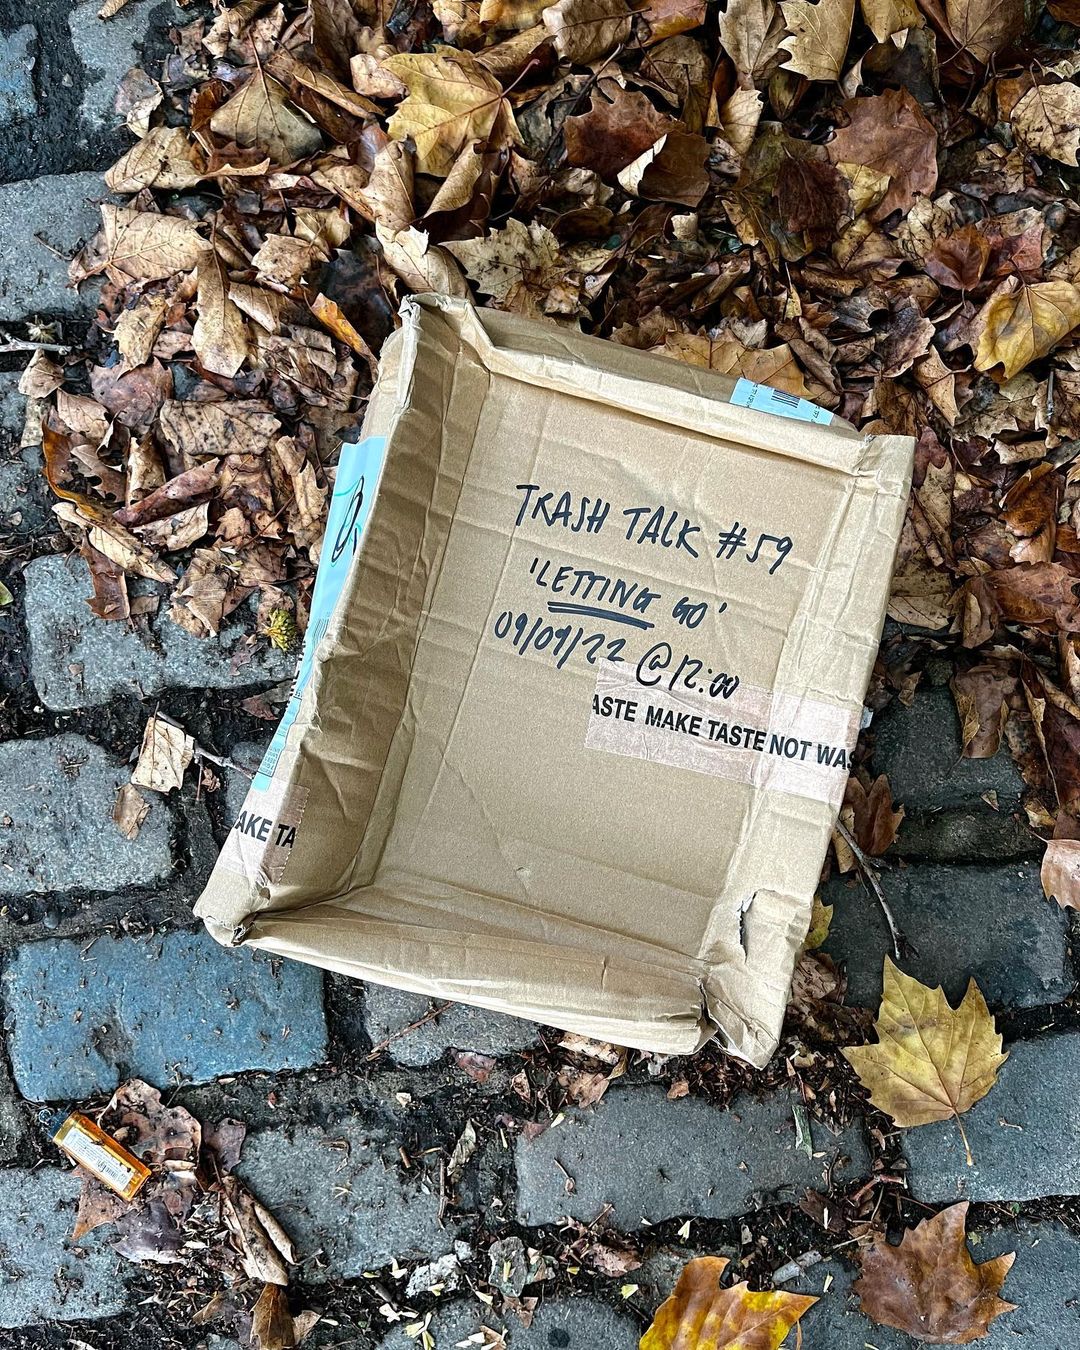 TRASH TALK #59
'LETTING GO'
09/09/22 @12:00
ASTE MAKE TASTE NOT WAS
AKE TA